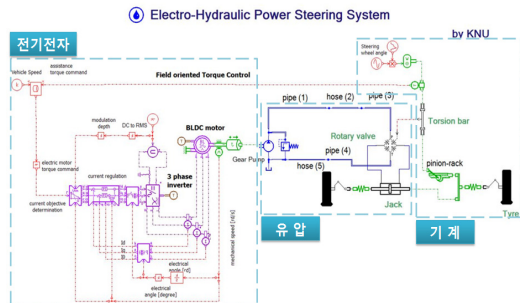 Electro-Hydraulic Power Steering System
by KNU
전기전자
Steering
wheel angle
assistance
torque command
Vehicle Speed
Field oriented Torque Control
pipe (1)
hose (2)
pipe (3)
modulation
depth
DC to RMS
BLDC motor
Torsion bar
Rotary valve
Gear Pump
pipe (4)
electric motor
torque command
current regulation
3 phase
inverter
hose (5)
pinion-rack
current objective
determination
Jack
Tyre
유 압
기 계
mechanical speed [rd/s]
electrical
angle [rd]
electrical
angle [degree]